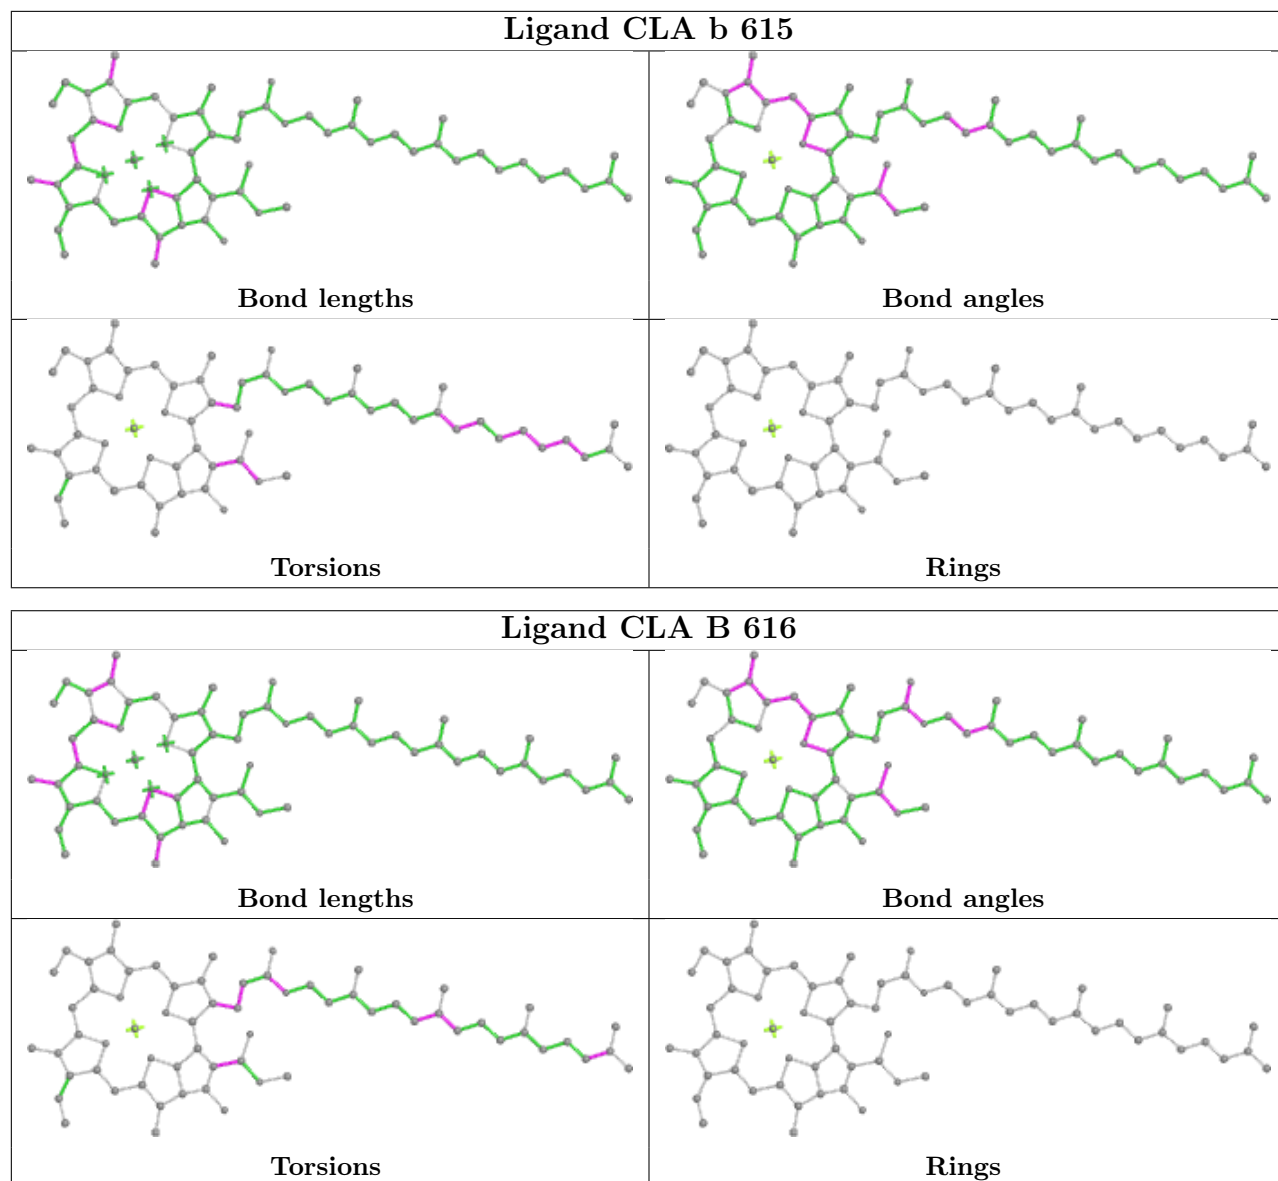 Ligand CLA b 615
Bond lengths
Bond angles
Torsions
Rings
Ligand CLA B 616
Bond lengths
Bond angles
Torsions
Rings